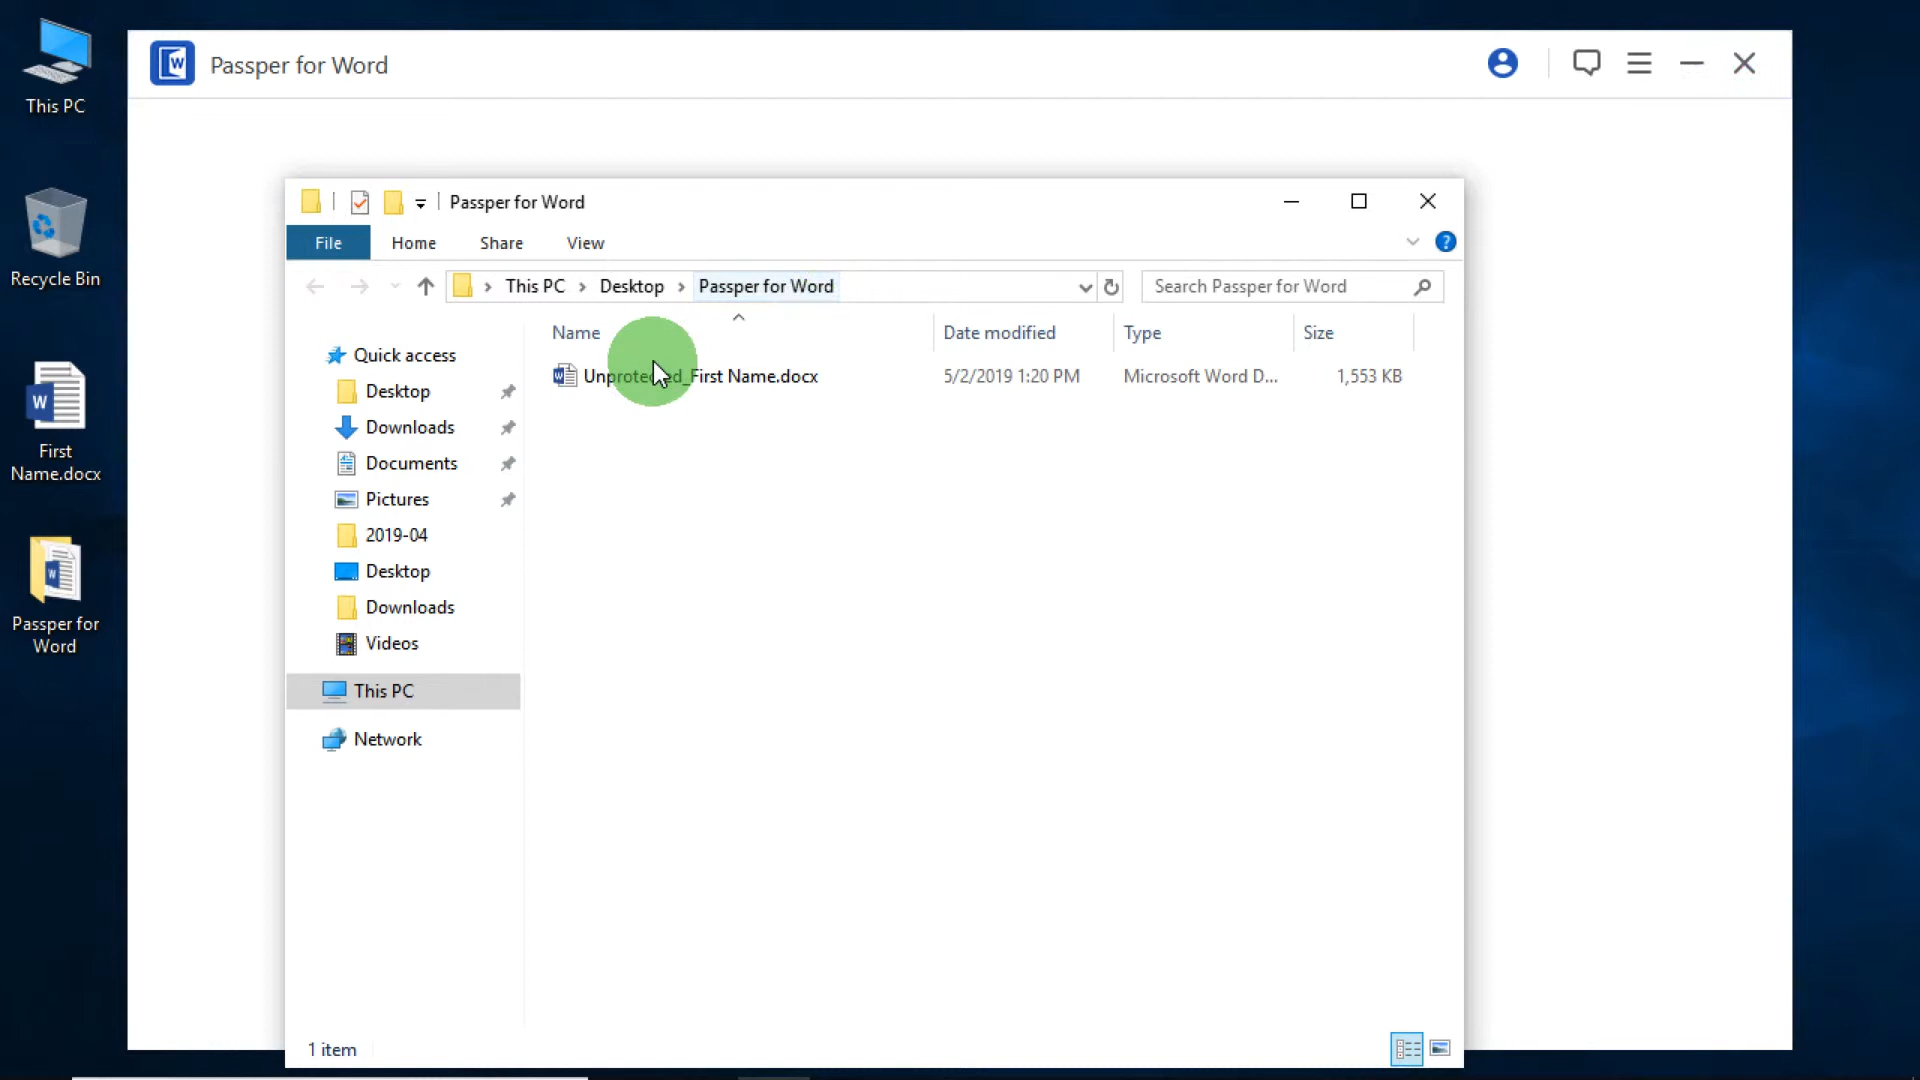 This PC
Recycle Bin
First
Name.docx
Passper for
Word
Passper for Word
Passper for Word
File Home Share View
This PC Desktop Passper for Word
Search Passper for Word
Name Date modified Type Size
Unprotected_First Name.docx 5/2/2019 1:20 PM Microsoft Word D... 1,553 KB
Quick access
Desktop
Downloads
Documents
Pictures
2019-04
Desktop
Downloads
Videos
This PC
Network
1 item